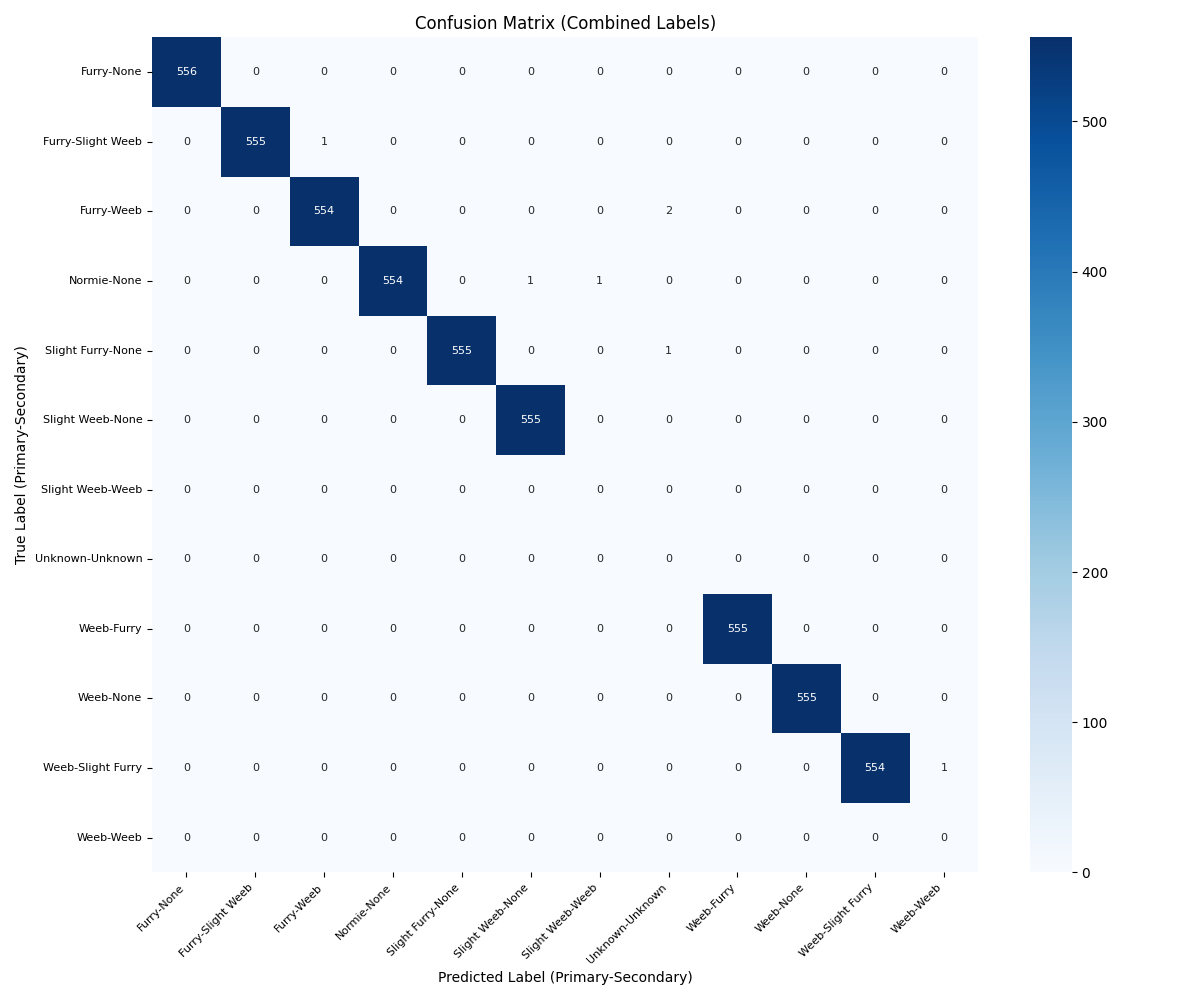 Confusion Matrix (Combined Labels)
True Label (Primary-Secondary)
Furry-None 556 0 0 0 0 0 0 0 0 0 0 0
Furry-Slight Weeb 0 555 1 0 0 0 0 0 0 0 0 0
Furry-Weeb 0 0 554 0 0 0 0 2 0 0 0 0
Normie-None 0 0 0 554 0 1 1 0 0 0 0 0
Slight Furry-None 0 0 0 0 555 0 0 1 0 0 0 0
Slight Weeb-None 0 0 0 0 0 555 0 0 0 0 0 0
Slight Weeb-Weeb 0 0 0 0 0 0 0 0 0 0 0 0
Unknown-Unknown 0 0 0 0 0 0 0 0 0 0 0 0
Weeb-Furry 0 0 0 0 0 0 0 0 555 0 0 0
Weeb-None 0 0 0 0 0 0 0 0 0 555 0 0
Weeb-Slight Furry 0 0 0 0 0 0 0 0 0 0 554 1
Weeb-Weeb 0 0 0 0 0 0 0 0 0 0 0 0
Furry-None
Furry-Slight Weeb
Furry-Weeb
Normie-None
Slight Furry-None
Slight Weeb-None
Slight Weeb-Weeb
Unknown-Unknown
Weeb-Furry
Weeb-None
Weeb-Slight Furry
Weeb-Weeb
Predicted Label (Primary-Secondary)
500
400
300
200
100
0